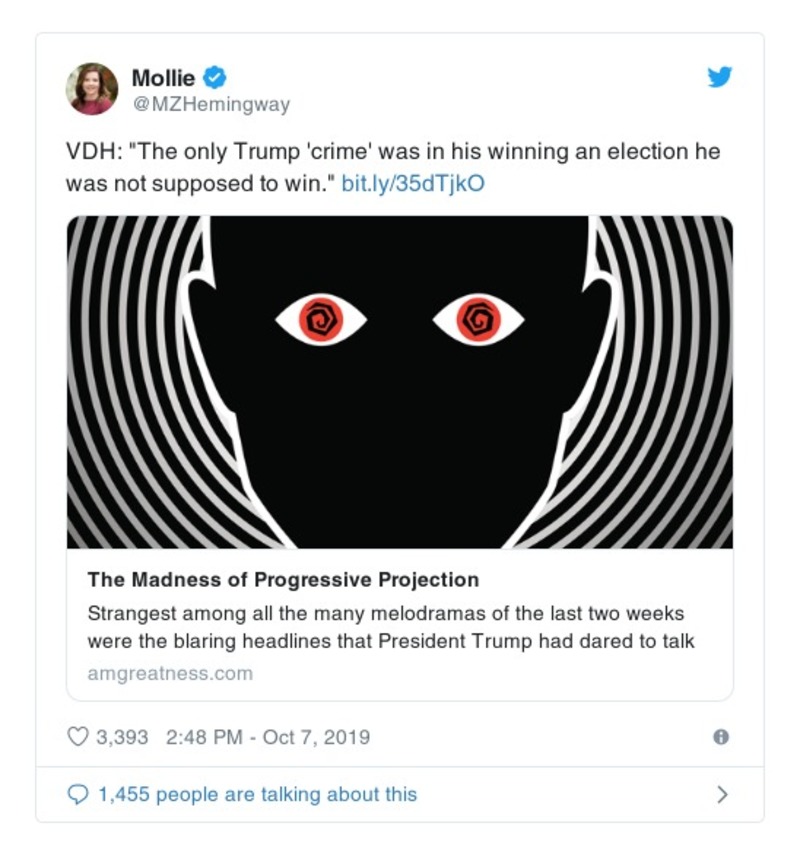 Mollie
@MZHemingway
VDH: "The only Trump 'crime' was in his winning an election he
was not supposed to win." bit.ly/35dTjkO
The Madness of Progressive Projection
Strangest among all the many melodramas of the last two weeks
were the blaring headlines that President Trump had dared to talk
amgreatness.com
3,393 2:48 PM - Oct 7, 2019
1,455 people are talking about this